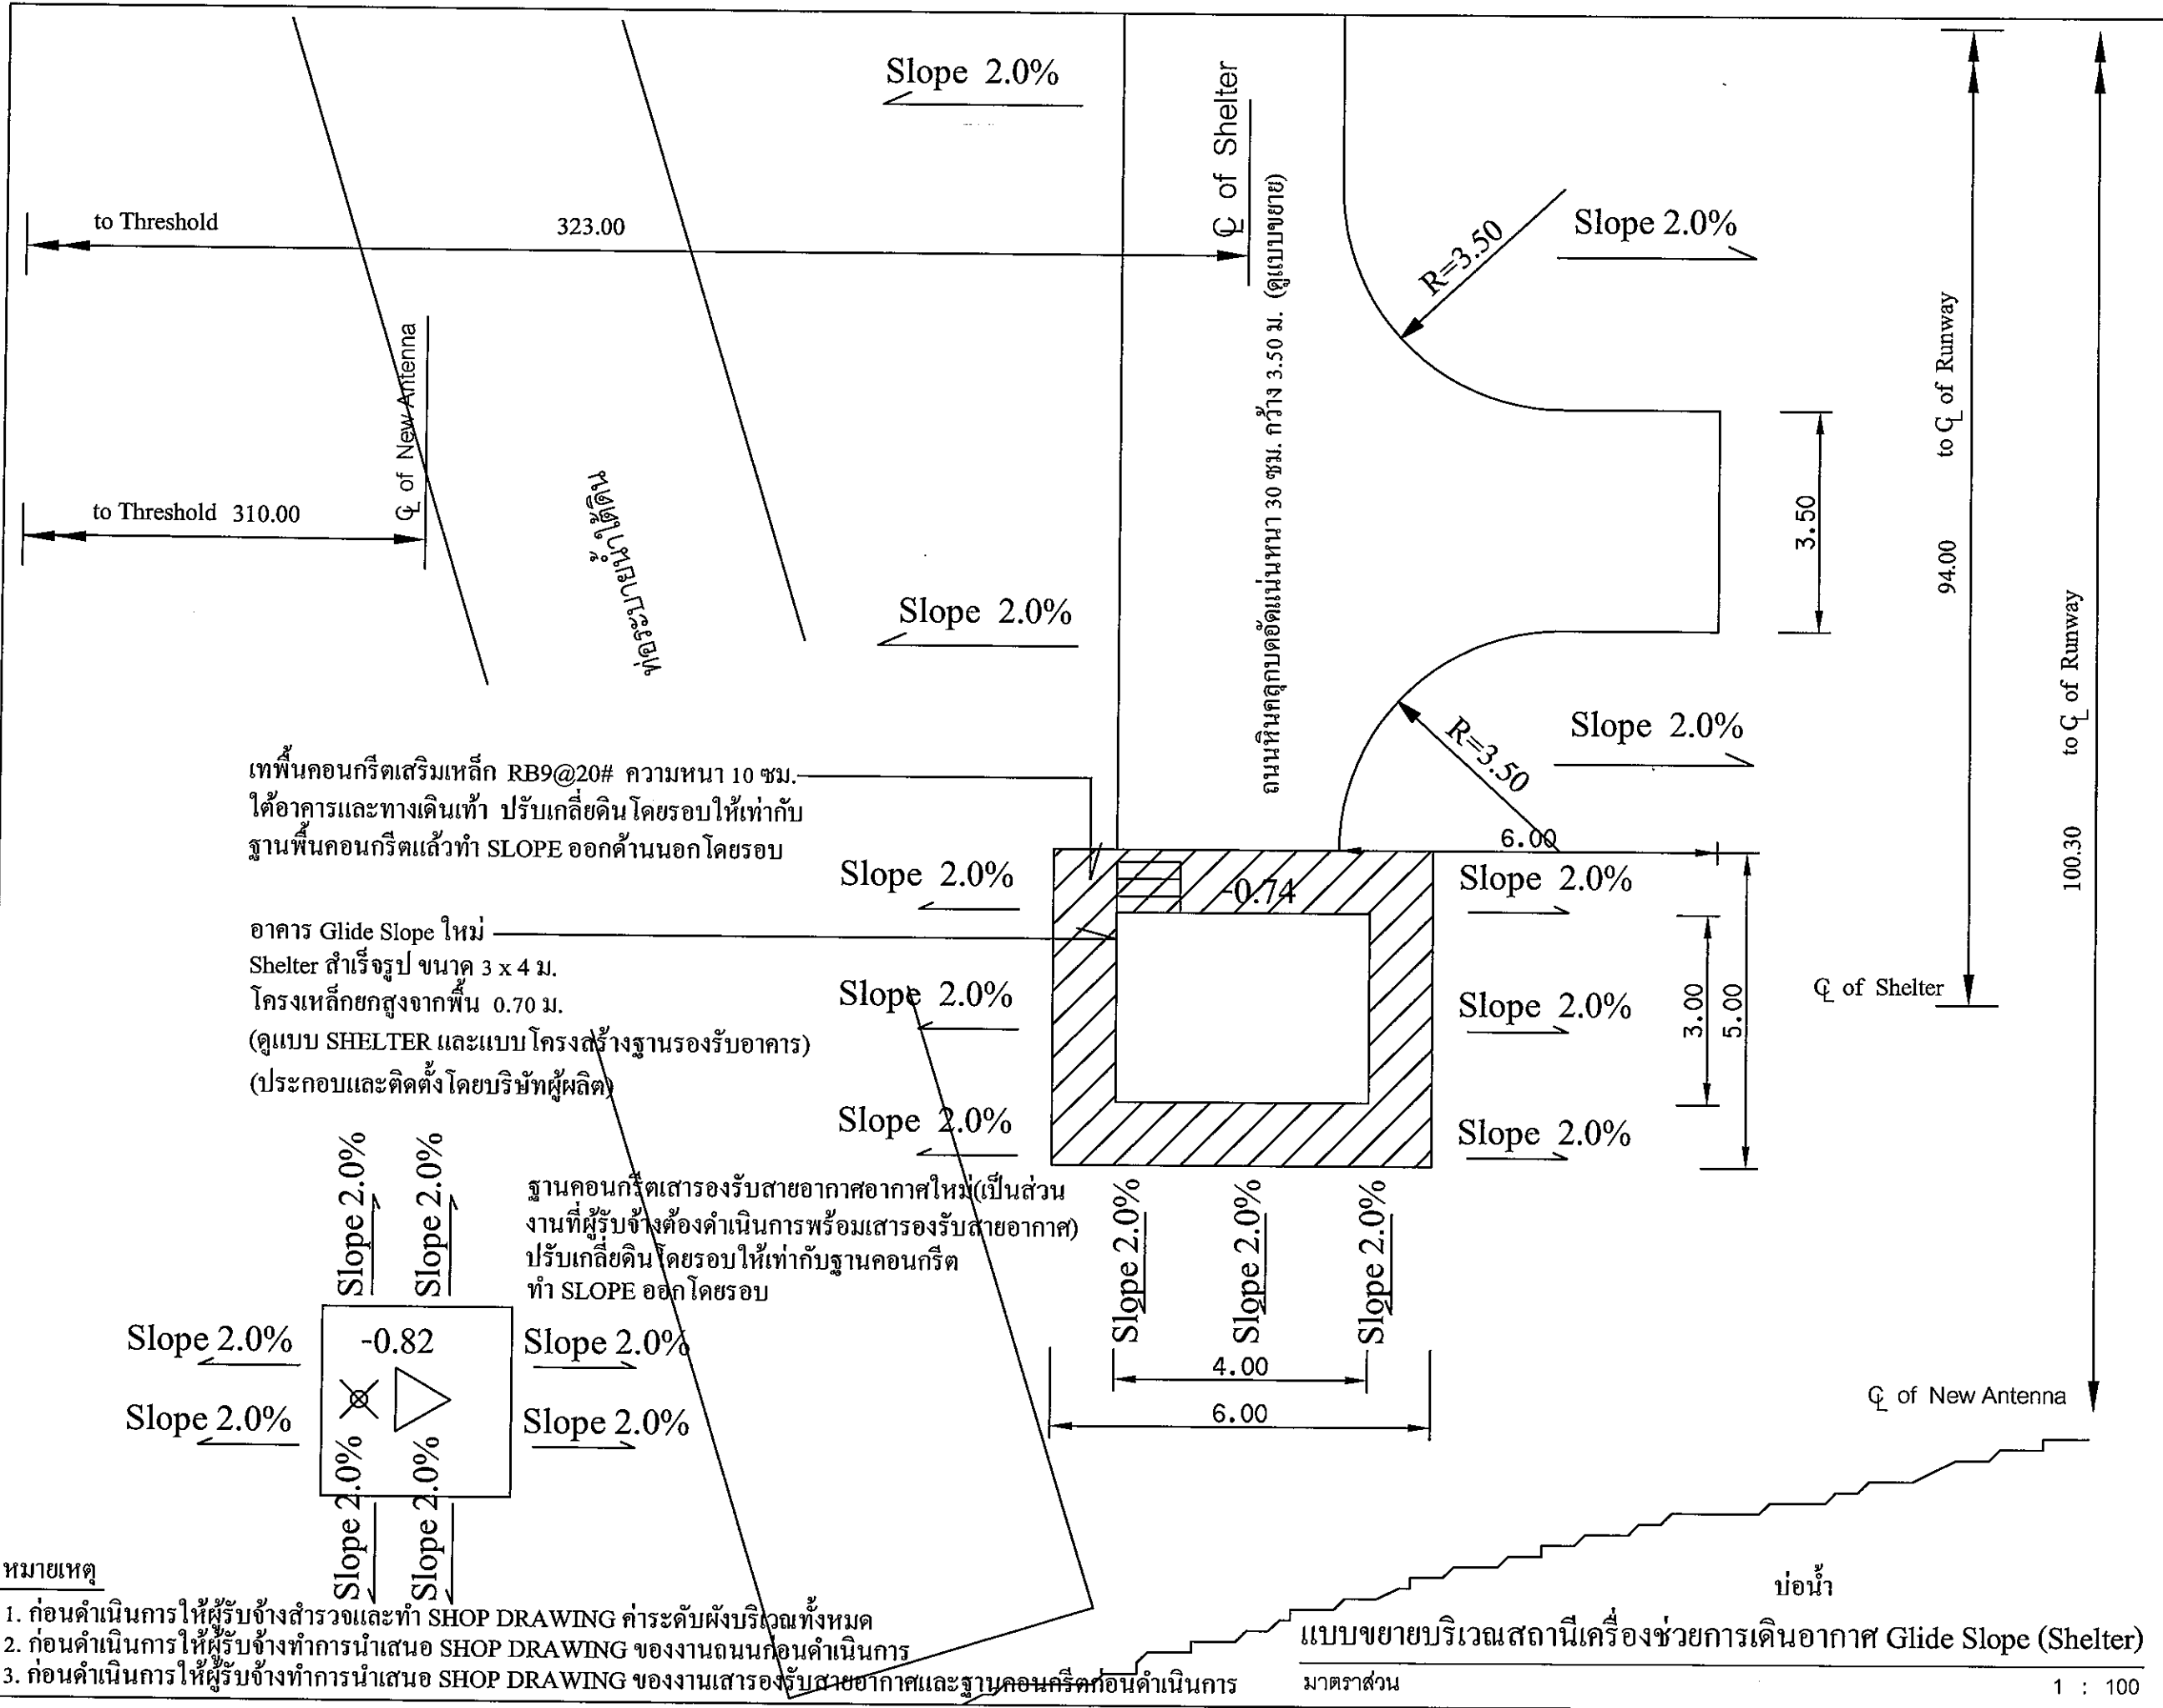 Slope 2.0%
℄ of Shelter
to Threshold
323.00
ถนนหินคลุกบดอัดแน่นหนา 30 ซม. กว้าง 3.50 ม. (ดูแบบขยาย)
R=3.50
Slope 2.0%
℄ of New Antenna
to Threshold 310.00
ท่อระบายน้ำใต้ดิน
3.50
94.00 to ℄ of Runway
100.30 to ℄ of Runway
Slope 2.0%
R=3.50
Slope 2.0%
เทพื้นคอนกรีตเสริมเหล็ก RB9@20# ความหนา 10 ซม.
ใต้อาคารและทางเดินเท้า ปรับเกลี่ยดินโดยรอบให้เท่ากับ
ฐานพื้นคอนกรีตแล้วทำ SLOPE ออกด้านนอกโดยรอบ
6.00
Slope 2.0%
-0.74
Slope 2.0%
อาคาร Glide Slope ใหม่
Shelter สำเร็จรูป ขนาด 3 x 4 ม.
โครงเหล็กยกสูงจากพื้น 0.70 ม.
(ดูแบบ SHELTER และแบบโครงสร้างฐานรองรับอาคาร)
(ประกอบและติดตั้งโดยบริษัทผู้ผลิต)
Slope 2.0%
Slope 2.0%
3.00
5.00
℄ of Shelter
Slope 2.0%
Slope 2.0%
Slope 2.0%
Slope 2.0%
ฐานคอนกรีตเสารองรับสายอากาศอากาศใหม่(เป็นส่วน
งานที่ผู้รับจ้างต้องดำเนินการพร้อมเสารองรับสายอากาศ)
ปรับเกลี่ยดินโดยรอบให้เท่ากับฐานคอนกรีต
ทำ SLOPE ออกโดยรอบ
Slope 2.0%
Slope 2.0%
Slope 2.0%
Slope 2.0%
-0.82
Slope 2.0%
4.00
6.00
Slope 2.0%
Slope 2.0%
℄ of New Antenna
Slope 2.0%
Slope 2.0%
บ่อน้ำ
หมายเหตุ
1. ก่อนดำเนินการให้ผู้รับจ้างสำรวจและทำ SHOP DRAWING ค่าระดับผังบริเวณทั้งหมด
2. ก่อนดำเนินการให้ผู้รับจ้างทำการนำเสนอ SHOP DRAWING ของงานถนนก่อนดำเนินการ
3. ก่อนดำเนินการให้ผู้รับจ้างทำการนำเสนอ SHOP DRAWING ของงานเสารองรับสายอากาศและฐานคอนกรีตก่อนดำเนินการ
แบบขยายบริเวณสถานีเครื่องช่วยการเดินอากาศ Glide Slope (Shelter)
มาตราส่วน 1 : 100